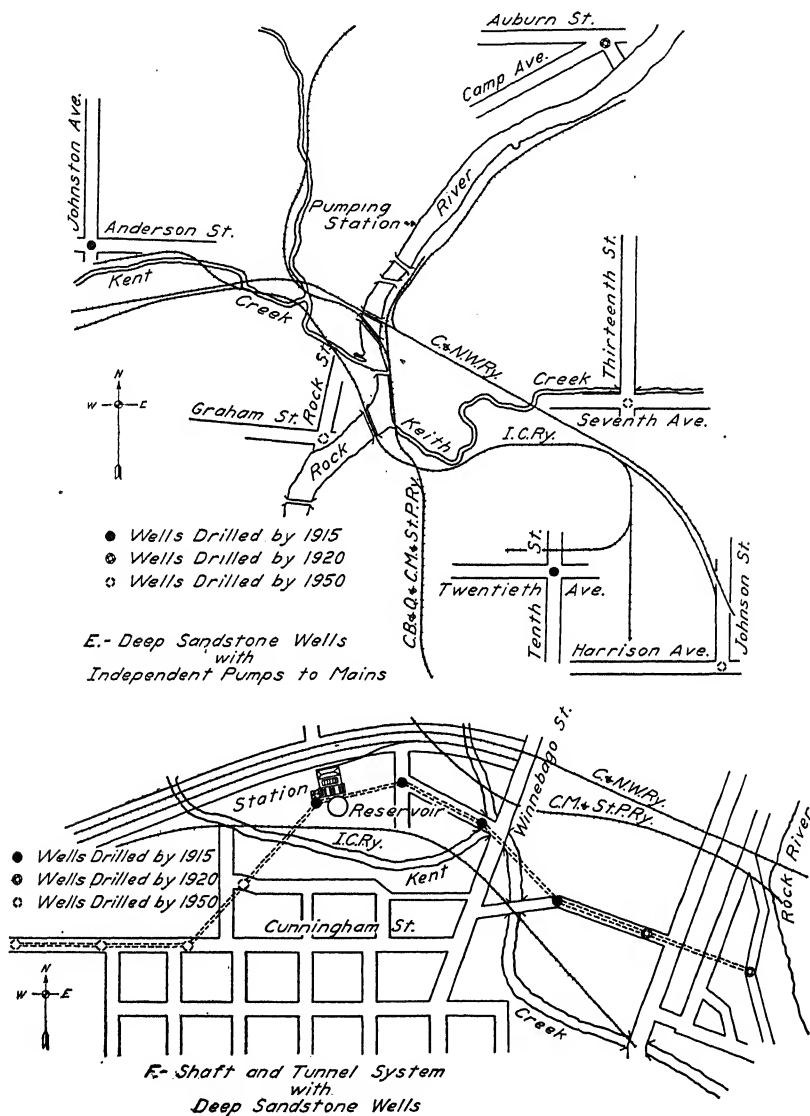 Auburn St.
Camp Ave.
Johnston Ave.
River
Pumping
Station
Anderson St.
Kent
Creek
Thirteenth St.
C.&N.W.Ry.
Creek
N
W E
Rock St.
Graham St.
Seventh Ave.
Keith
I.C.Ry.
Rock
Wells Drilled by 1915
Wells Drilled by 1920
Wells Drilled by 1950
C.B.&Q.& C.M.& St.P.Ry.
Tenth St.
Twentieth Ave.
Johnson St.
E.- Deep Sandstone Wells
with
Independent Pumps to Mains
Harrison Ave.
Winnebago St.
C.&N.W.Ry.
Station
C.M.& St.P.Ry.
Reservoir
I.C.Ry.
Rock River
Wells Drilled by 1915
Kent
Wells Drilled by 1920
Wells Drilled by 1950
Cunningham St.
N
W E
Creek
F.- Shaft and Tunnel System
with
Deep Sandstone Wells